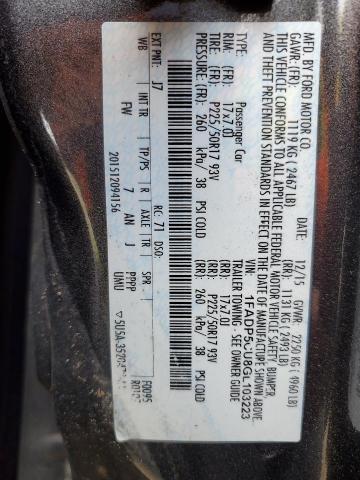 MFD. BY FORD MOTOR CO.
DATE: 12/15 GVWR: 2250 KG ( 4960 LB)
GAWR: (FR): 1119 KG ( 2467 LB) (RR): 1131 KG ( 2493 LB)
THIS VEHICLE CONFORMS TO ALL APPLICABLE FEDERAL MOTOR VEHICLE SAFETY, BUMPER,
AND THEFT PREVENTION STANDARDS IN EFFECT ON THE DATE OF MANUFACTURE SHOWN ABOVE.
VIN: 1FADP5CU8GL103223
Passenger Car TRAILER TOWING - SEE OWNER GUIDE
RIM: (FR): 17x7.0J (RR): 17x7.0J
TIRE: (FR): P225/50R17 93V (RR): P225/50R17 93V
PRESSURE: (FR): 260 kPa/ 38 PSI COLD (RR): 260 kPa/ 38 PSI COLD
EXT PNT: J7 RC: 71 DSO: F0095
WB INT TR TP/PS R AXLE TR SPR
FW 7 AN J PPPP UMU
201512094156